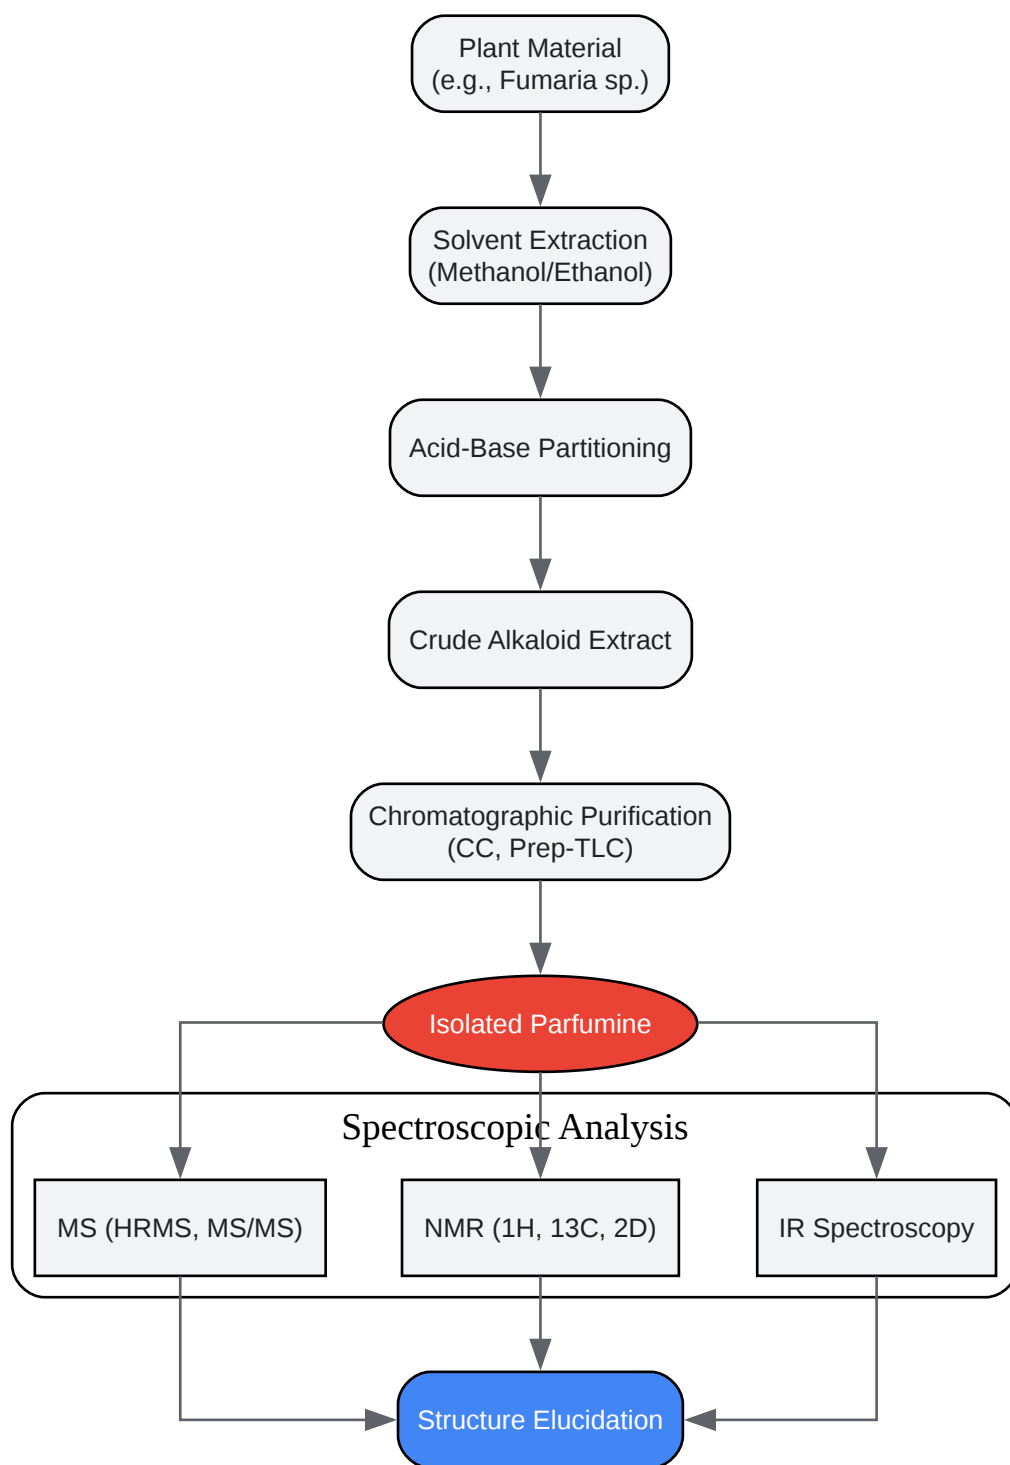 Plant Material
(e.g., Fumaria sp.)
Solvent Extraction
(Methanol/Ethanol)
Acid-Base Partitioning
Crude Alkaloid Extract
Chromatographic Purification
(CC, Prep-TLC)
Isolated Parfumine
Spectroscopic Analysis
MS (HRMS, MS/MS)
NMR (1H, 13C, 2D)
IR Spectroscopy
Structure Elucidation